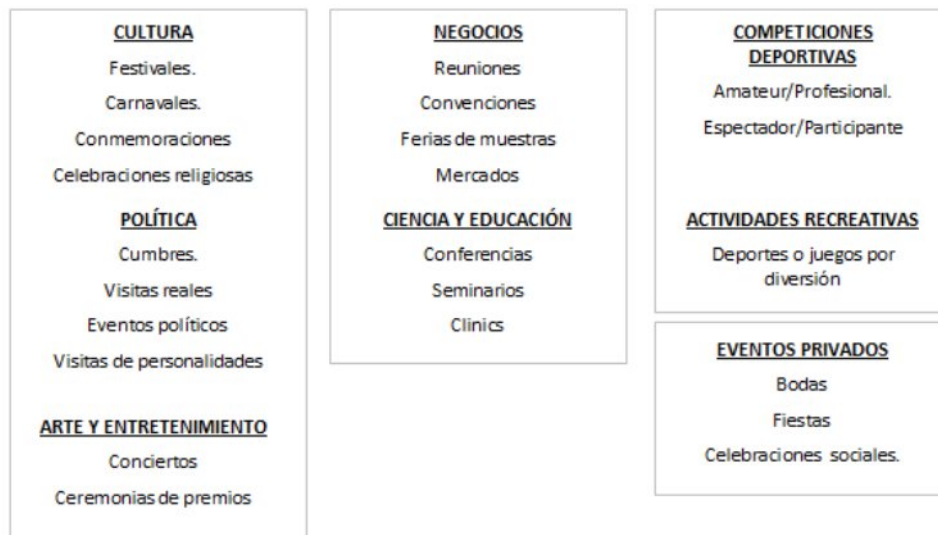 CULTURA
Festivales.
Carnavales.
Conmemoraciones
Celebraciones religiosas
POLÍTICA
Cumbres.
Visitas reales
Eventos políticos
Visitas de personalidades
ARTE Y ENTRETENIMIENTO
Conciertos
Ceremonias de premios
NEGOCIOS
Reuniones
Convenciones
Ferias de muestras
Mercados
CIENCIA Y EDUCACIÓN
Conferencias
Seminarios
Clinics
COMPETICIONES
DEPORTIVAS
Amateur/Profesional.
Espectador/Participante
ACTIVIDADES RECREATIVAS
Deportes o juegos por
diversión
EVENTOS PRIVADOS
Bodas
Fiestas
Celebraciones sociales.